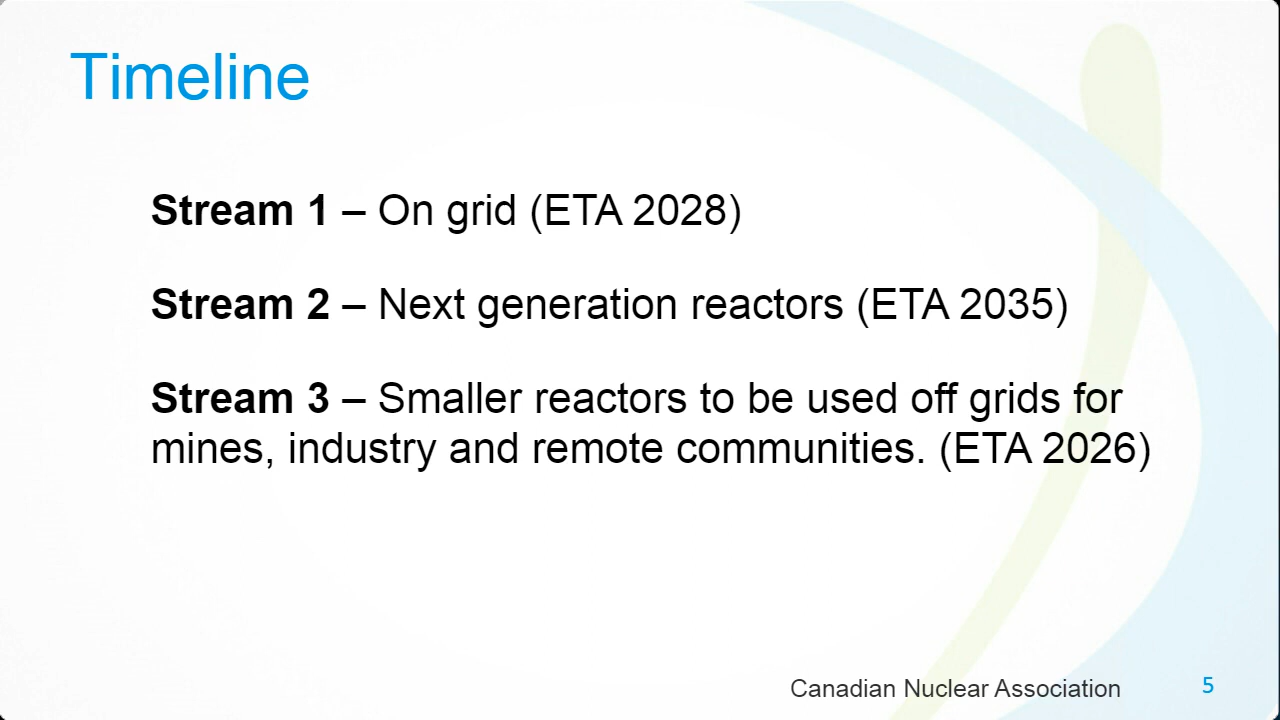 Timeline
Stream 1 – On grid (ETA 2028)
Stream 2 – Next generation reactors (ETA 2035)
Stream 3 – Smaller reactors to be used off grids for
mines, industry and remote communities. (ETA 2026)
Canadian Nuclear Association
5